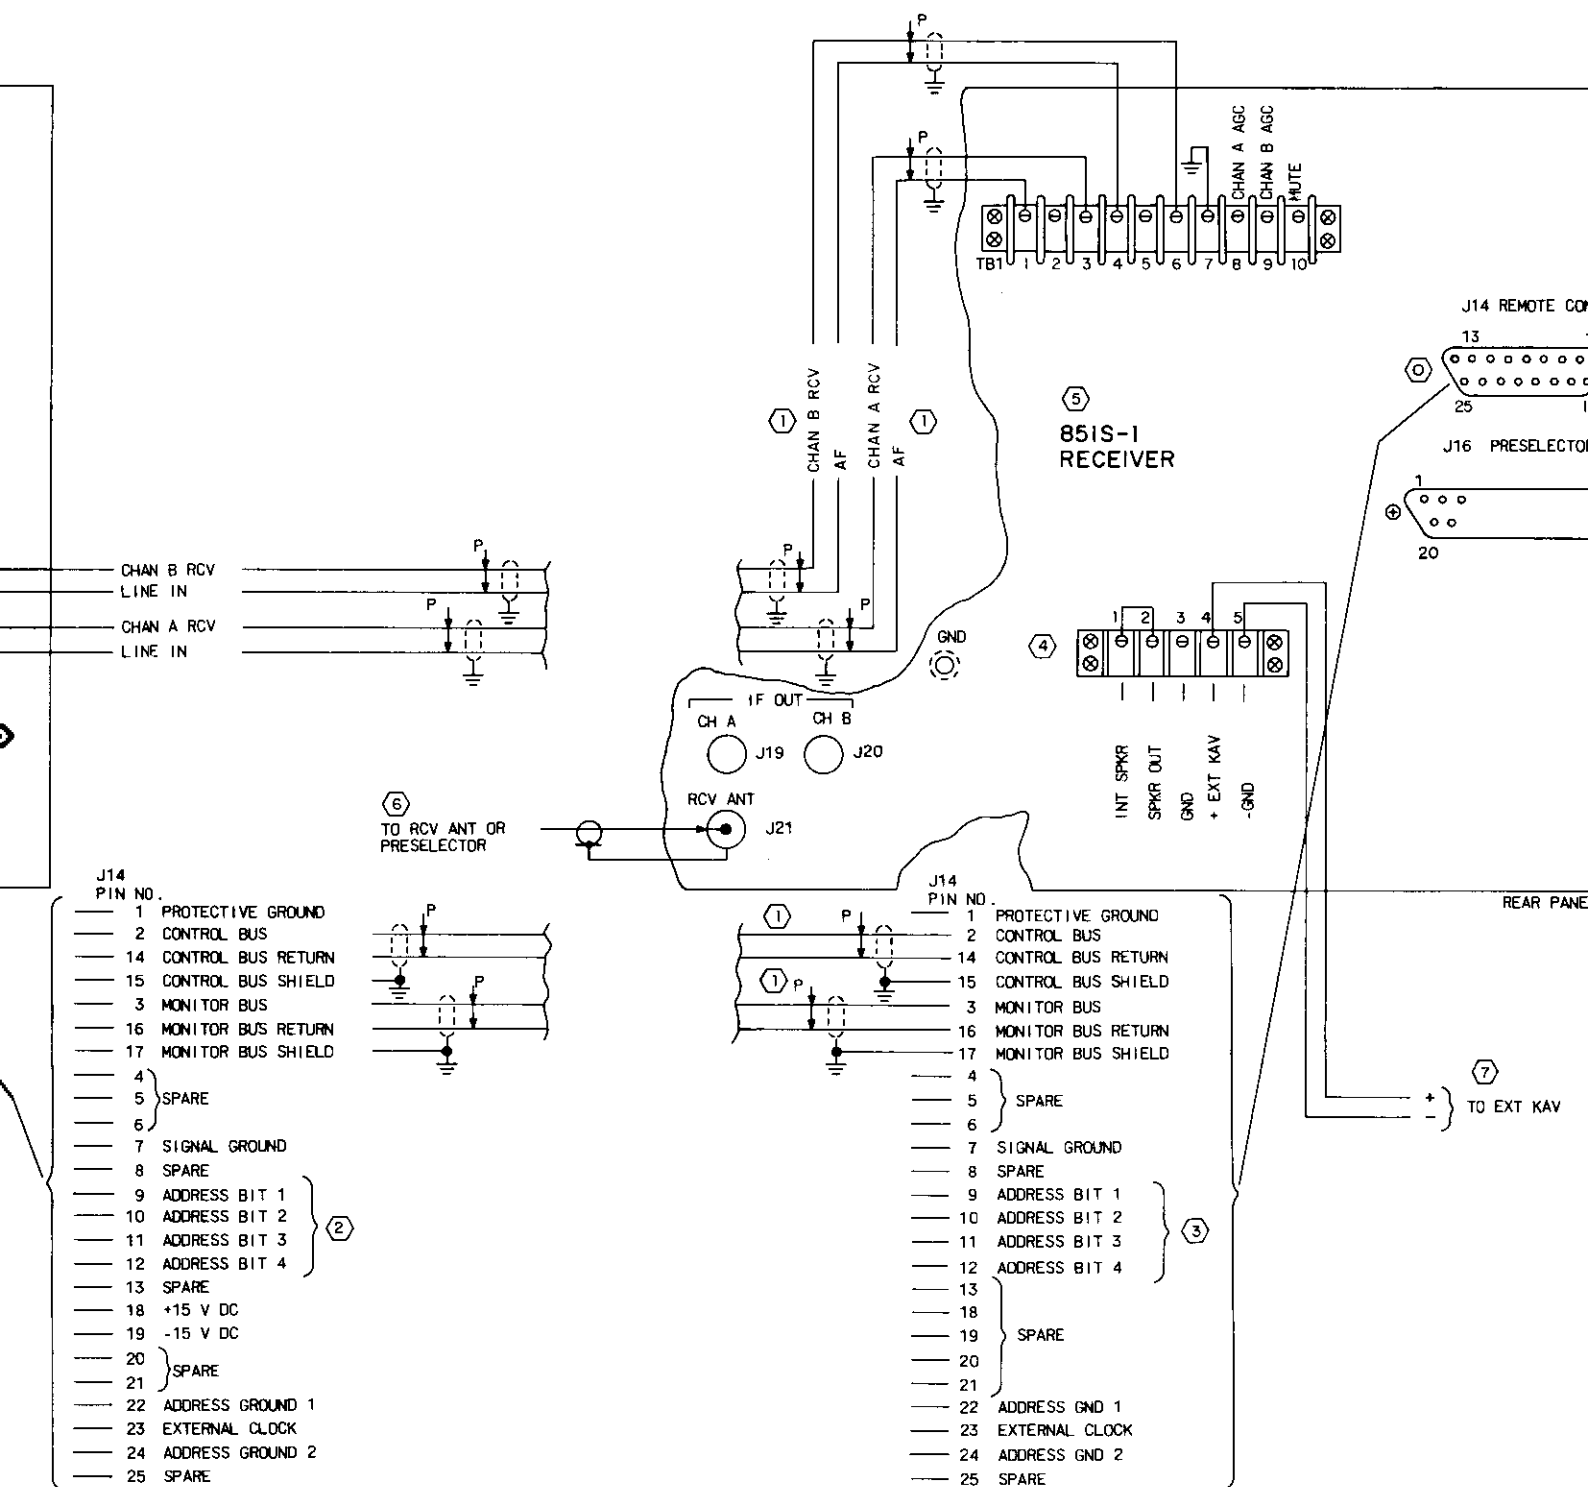 P
P
CHAN A AGC
CHAN B AGC
MUTE
TB1 1 2 3 4 5 6 7 8 9 10
J14 REMOTE CON
13
25
1
J16 PRESELECTOR
1
20
0
5
851S-1
RECEIVER
1
CHAN B RCV
AF
CHAN A RCV
AF
1
CHAN B RCV
LINE IN
CHAN A RCV
LINE IN
P
P
P
P
GND
4
1 2 3 4 5
INT SPKR
SPKR OUT
GND
+ EXT KAV
-GND
IF OUT
CH A
CH B
J19
J20
RCV ANT
J21
6
TO RCV ANT OR
PRESELECTOR
REAR PANE
J14
PIN NO.
1 PROTECTIVE GROUND
2 CONTROL BUS
14 CONTROL BUS RETURN
15 CONTROL BUS SHIELD
3 MONITOR BUS
16 MONITOR BUS RETURN
17 MONITOR BUS SHIELD
4
5 SPARE
6
7 SIGNAL GROUND
8 SPARE
9 ADDRESS BIT 1
10 ADDRESS BIT 2
11 ADDRESS BIT 3
12 ADDRESS BIT 4
2
13 SPARE
18 +15 V DC
19 -15 V DC
20
SPARE
21
22 ADDRESS GROUND 1
23 EXTERNAL CLOCK
24 ADDRESS GROUND 2
25 SPARE
P
P
1
P
1
P
J14
PIN NO.
1 PROTECTIVE GROUND
2 CONTROL BUS
14 CONTROL BUS RETURN
15 CONTROL BUS SHIELD
3 MONITOR BUS
16 MONITOR BUS RETURN
17 MONITOR BUS SHIELD
4
5 SPARE
6
7 SIGNAL GROUND
8 SPARE
9 ADDRESS BIT 1
10 ADDRESS BIT 2
11 ADDRESS BIT 3
12 ADDRESS BIT 4
3
13
18
19 SPARE
20
21
22 ADDRESS GND 1
23 EXTERNAL CLOCK
24 ADDRESS GND 2
25 SPARE
7
+
-
TO EXT KAV